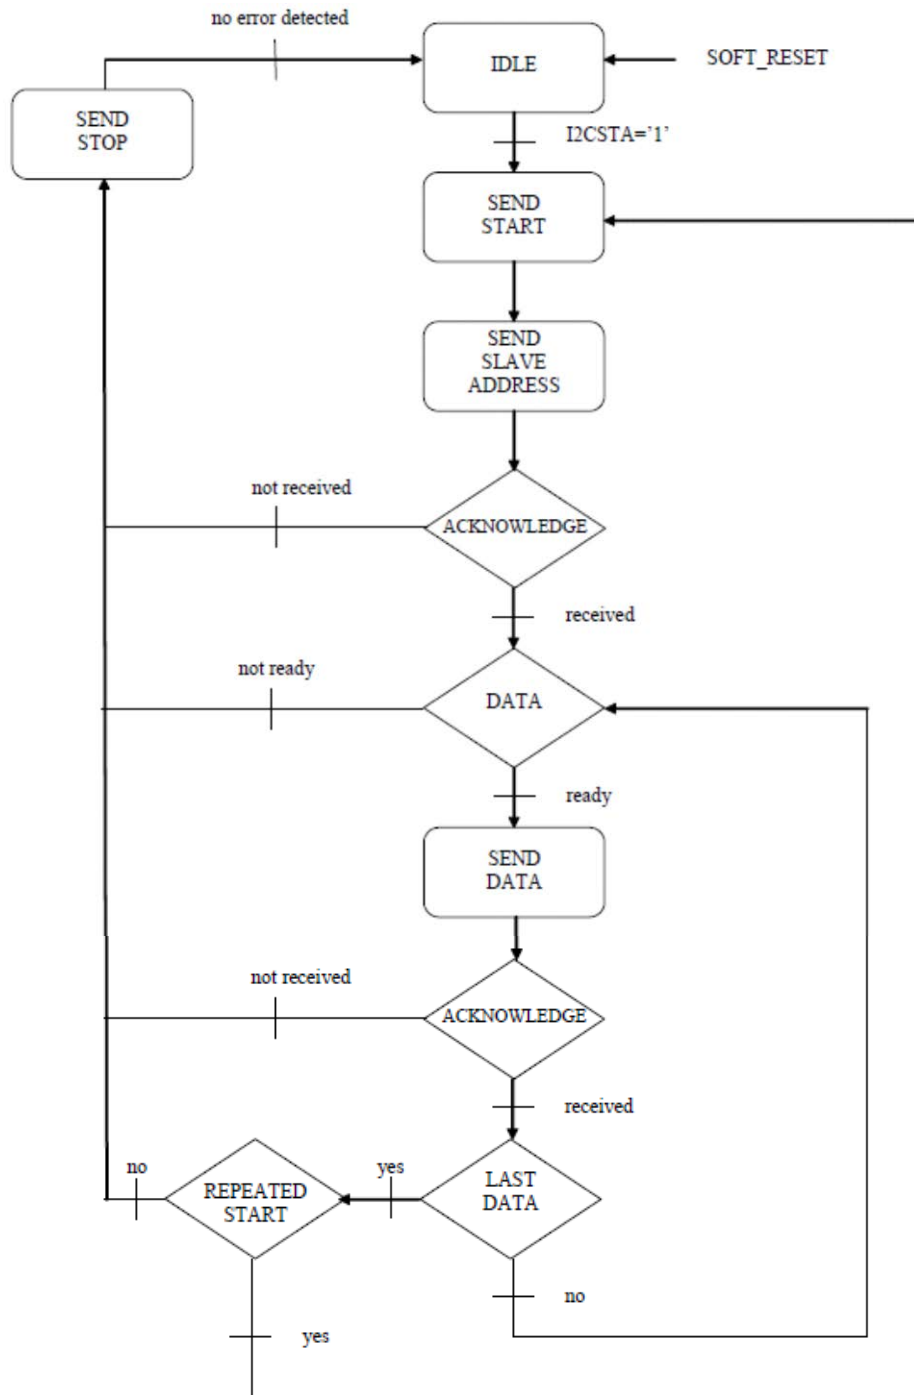 no error detected
IDLE
SOFT_RESET
SEND
STOP
I2CSTA=’1’
SEND
START
SEND
SLAVE
ADDRESS
not received
ACKNOWLEDGE
received
not ready
DATA
ready
SEND
DATA
not received
ACKNOWLEDGE
received
no
yes
LAST
DATA
REPEATED
START
no
yes